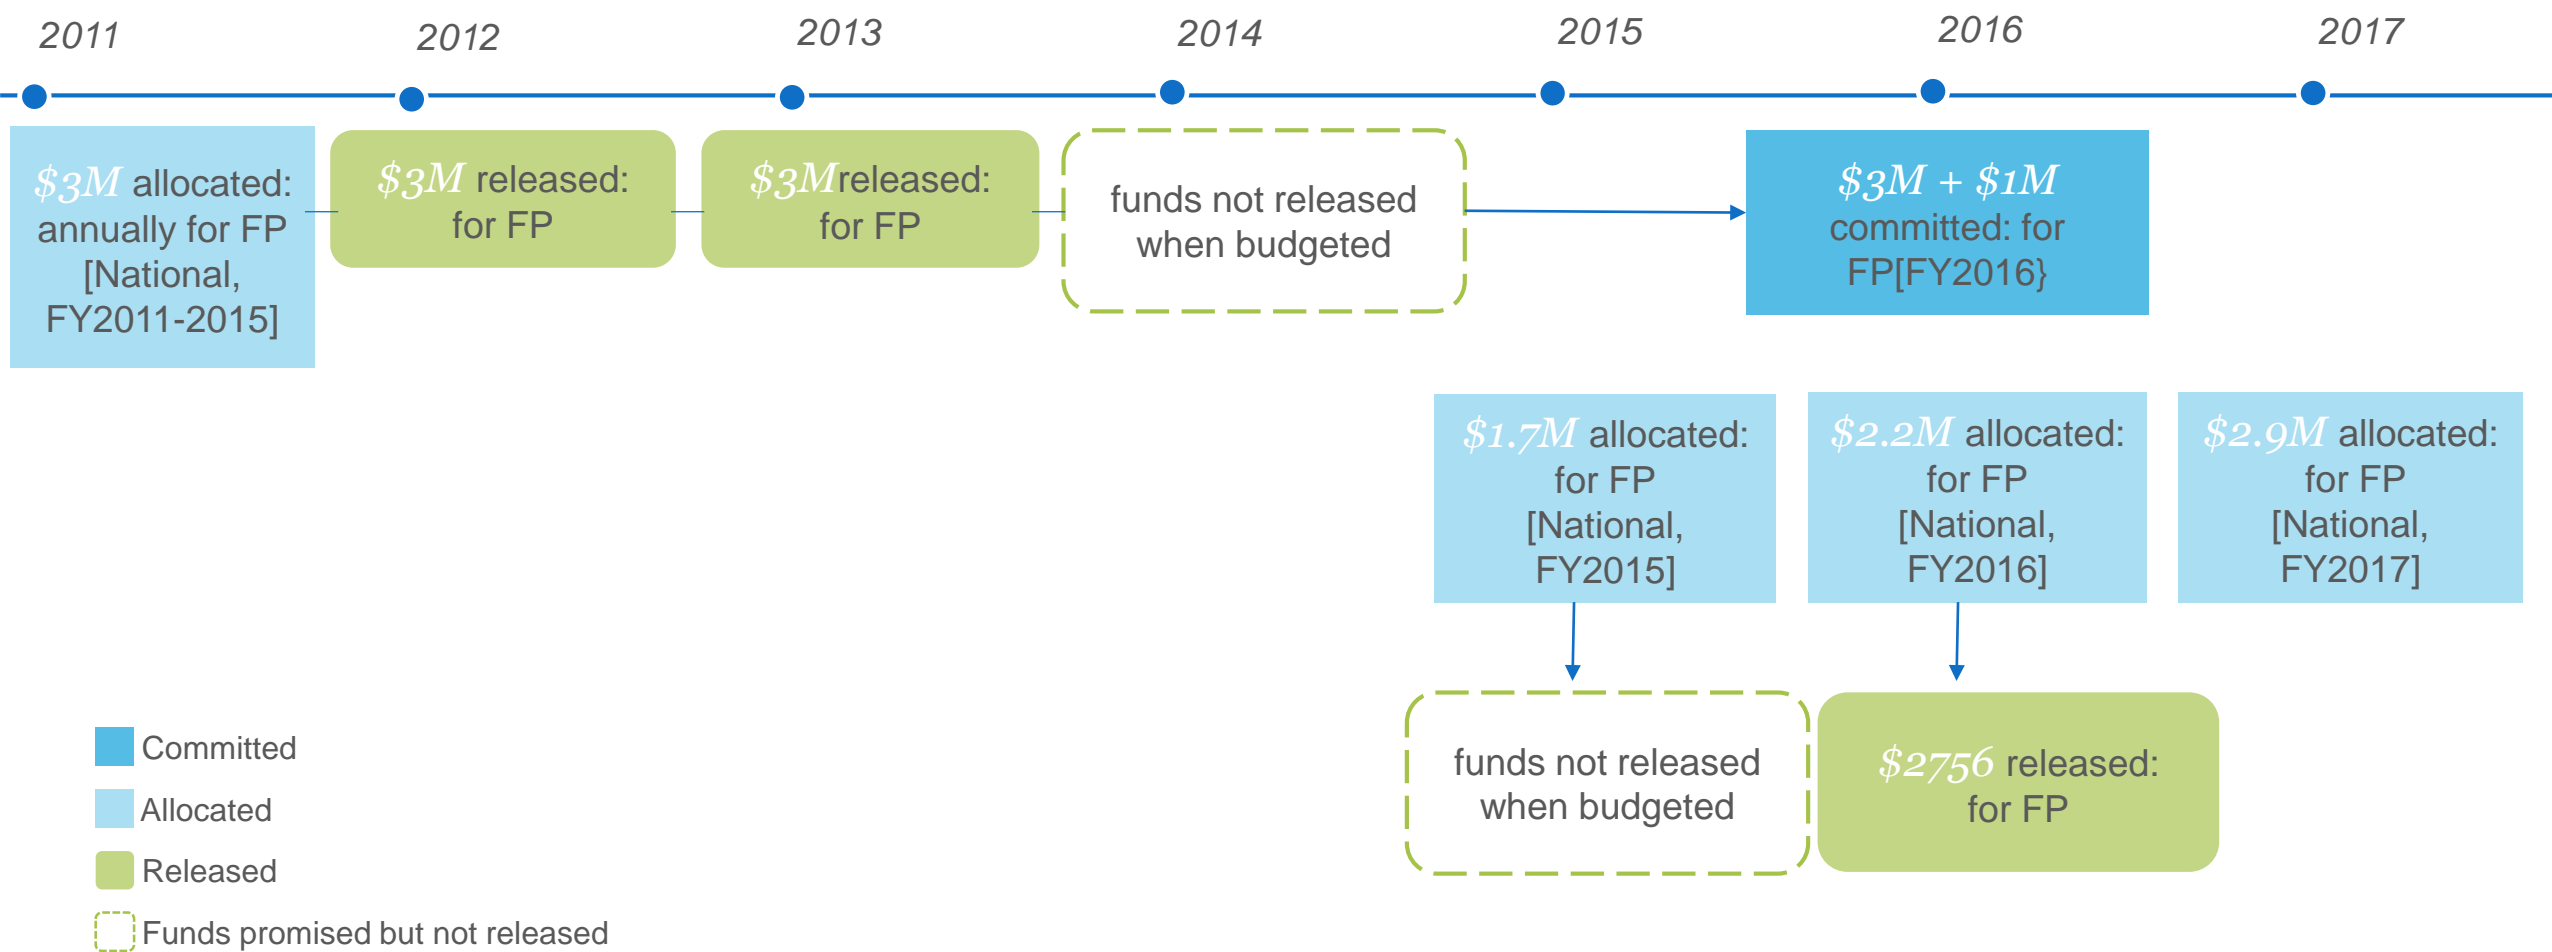 2011
2012
2013
2014
2015
2016
2017
$3M allocated:
annually for FP
[National,
FY2011-2015]
$3M released:
for FP
$3Mreleased:
for FP
funds not released
when budgeted
$3M + $1M
committed: for
FP[FY2016}
$1.7M allocated:
for FP
[National,
FY2015]
$2.2M allocated:
for FP
[National,
FY2016]
$2.9M allocated:
for FP
[National,
FY2017]
funds not released
when budgeted
$2756 released:
for FP
Committed
Allocated
Released
Funds promised but not released